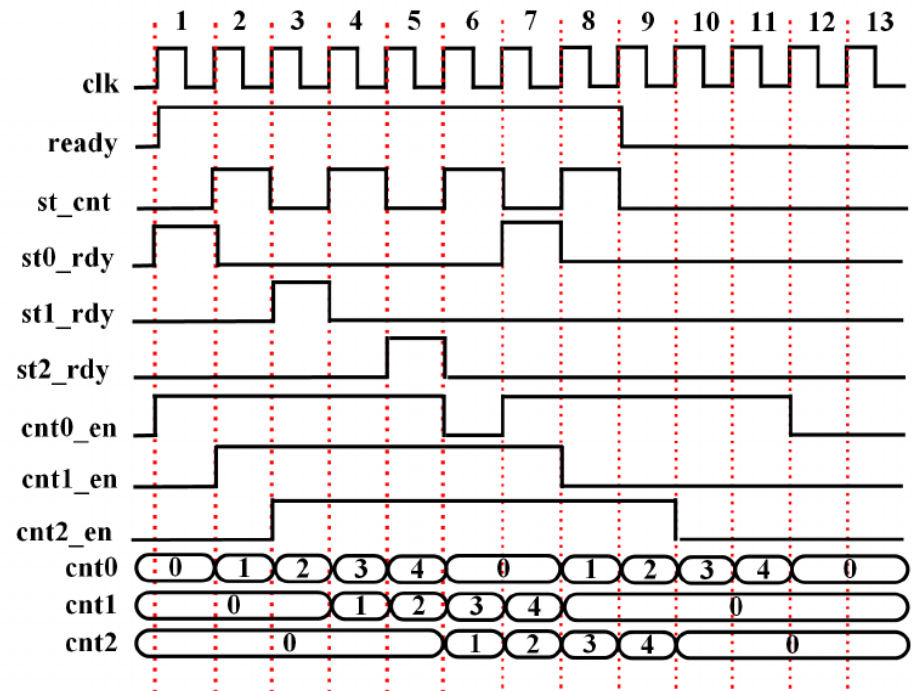 1 2 3 4 5 6 7 8 9 10 11 12 13
clk
ready
st_cnt
st0_rdy
st1_rdy
st2_rdy
cnt0_en
cnt1_en
cnt2_en
cnt0 0 1 2 3 4 0 1 2 3 4 0
cnt1 0 1 2 3 4 0
cnt2 0 1 2 3 4 0